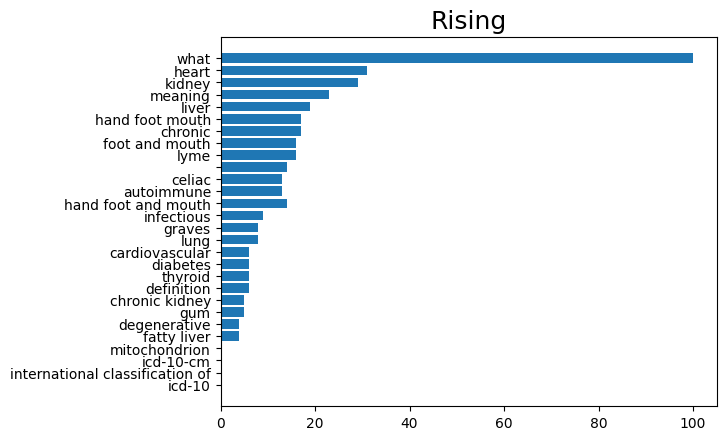 Rising
what
heart
kidney
meaning
liver
hand foot mouth
chronic
foot and mouth
lyme
celiac
autoimmune
hand foot and mouth
infectious
graves
lung
cardiovascular
diabetes
thyroid
definition
chronic kidney
gum
degenerative
fatty liver
mitochondrion
icd-10-cm
international classification of
icd-10
0 20 40 60 80 100